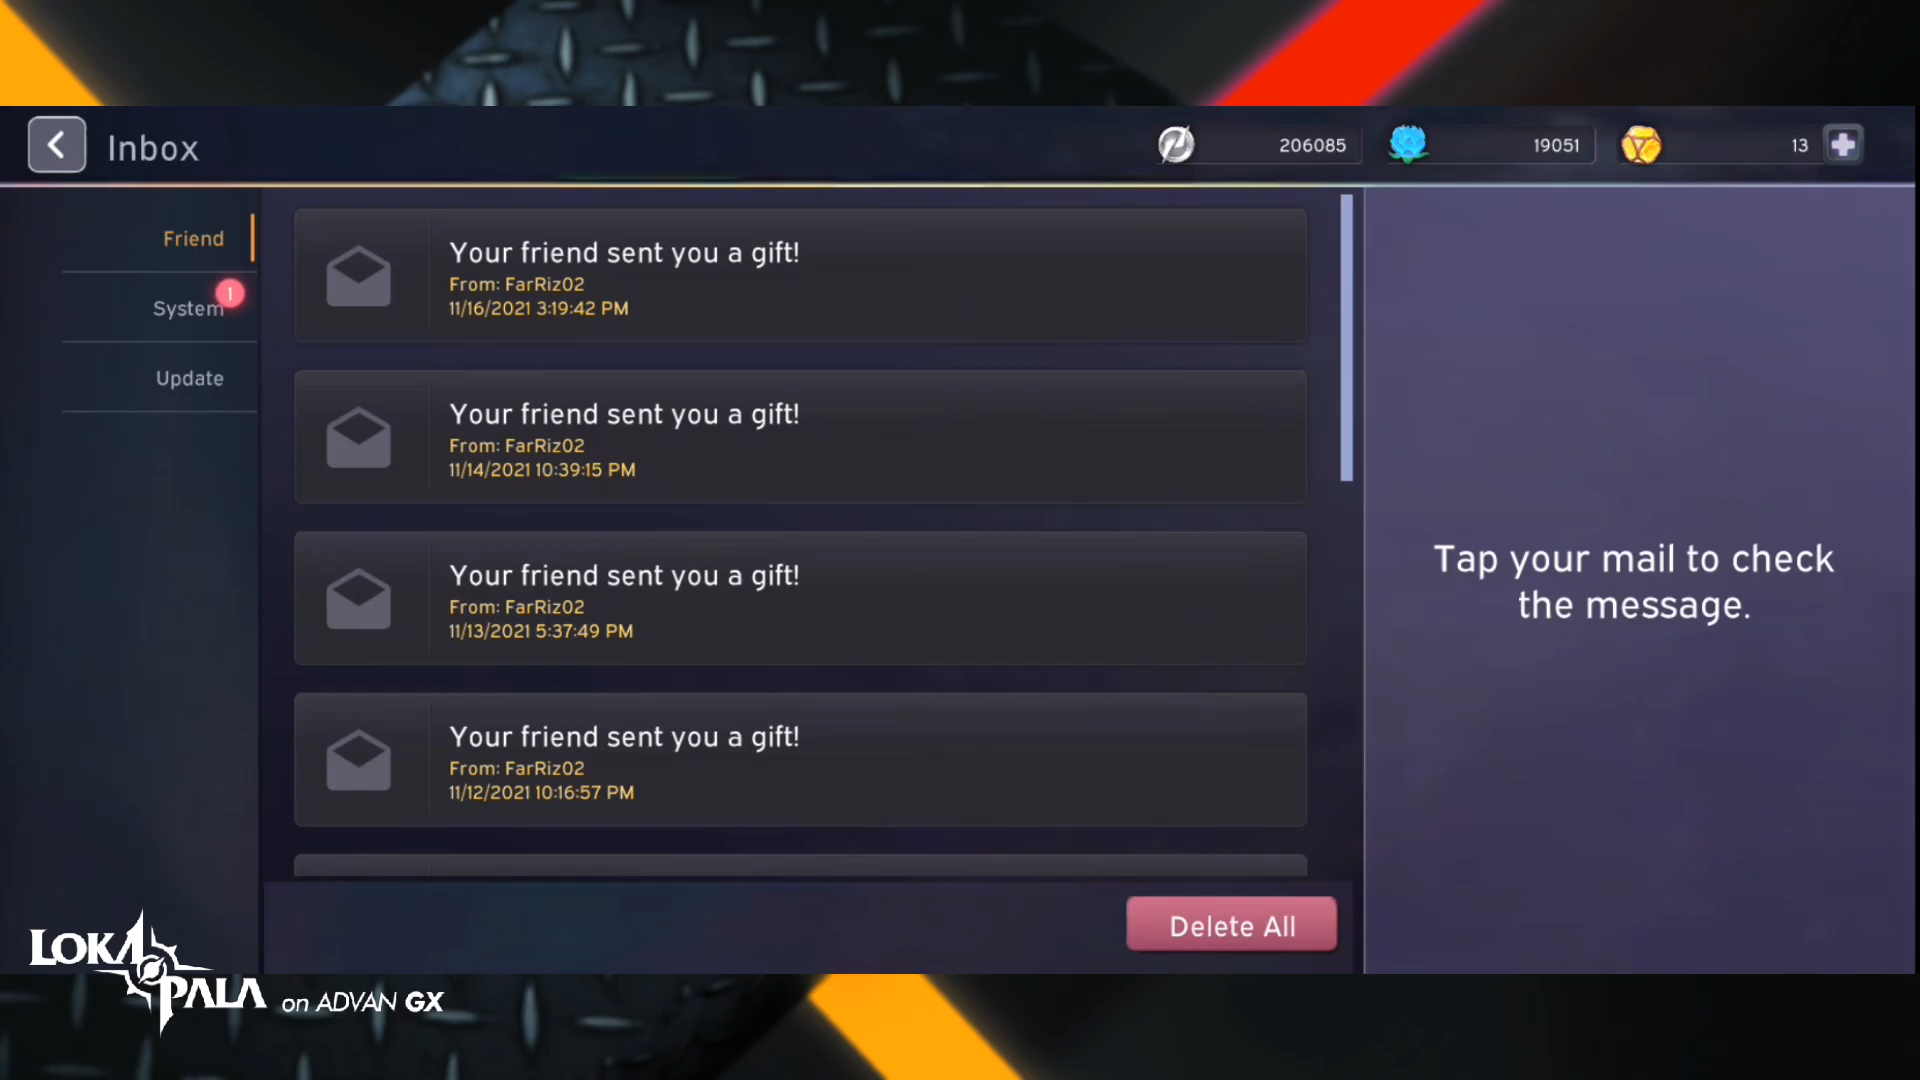 Inbox
206085
19051
13
Friend
System
1
Update
Your friend sent you a gift!
From: FarRiz02
11/16/2021 3:19:42 PM
Your friend sent you a gift!
From: FarRiz02
11/14/2021 10:39:15 PM
Your friend sent you a gift!
From: FarRiz02
11/13/2021 5:37:49 PM
Your friend sent you a gift!
From: FarRiz02
11/12/2021 10:16:57 PM
Tap your mail to check
the message.
Delete All
LOKA
PALA on ADVAN GX